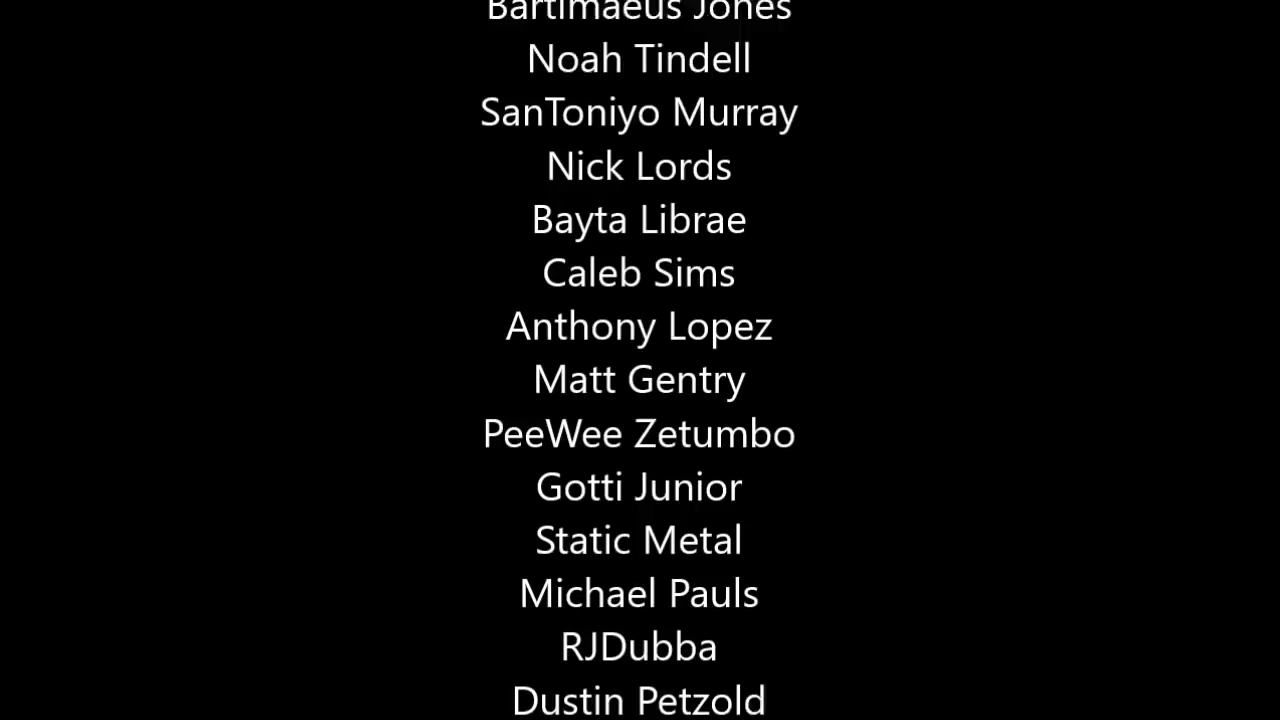 Bartimaeus Jones
Noah Tindell
SanToniyo Murray
Nick Lords
Bayta Librae
Caleb Sims
Anthony Lopez
Matt Gentry
PeeWee Zetumbo
Gotti Junior
Static Metal
Michael Pauls
RJDubba
Dustin Petzold